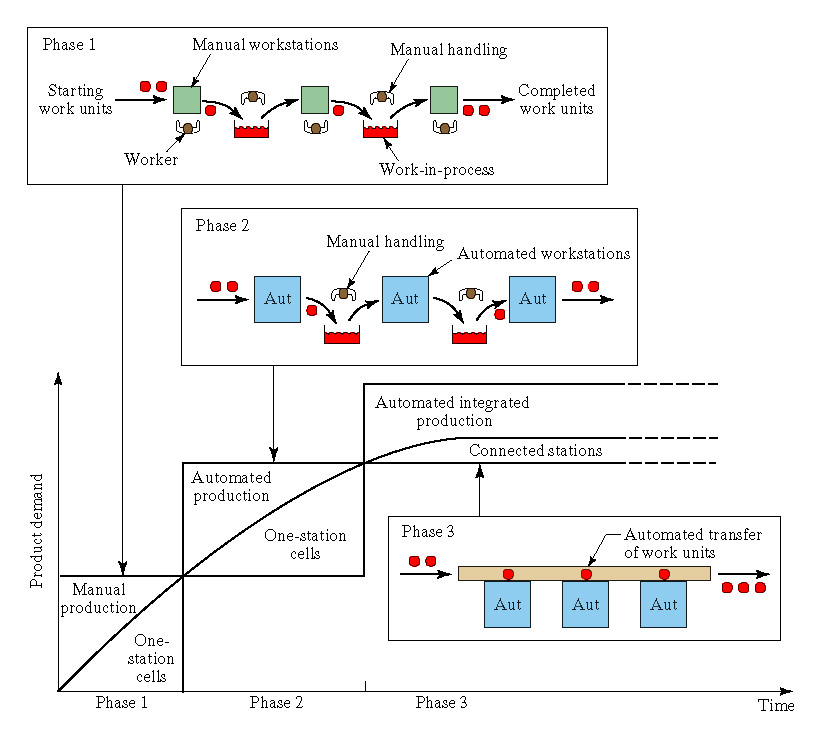 Phase 1
Manual workstations
Manual handling
Starting
work units
Completed
work units
Worker
Work-in-process
Phase 2
Manual handling
Automated workstations
Aut
Aut
Aut
Automated integrated
production
Connected stations
Automated
production
One-station
cells
Product demand
Phase 3
Automated transfer
of work units
Aut
Aut
Aut
Manual
production
One-
station
cells
Phase 1
Phase 2
Phase 3
Time